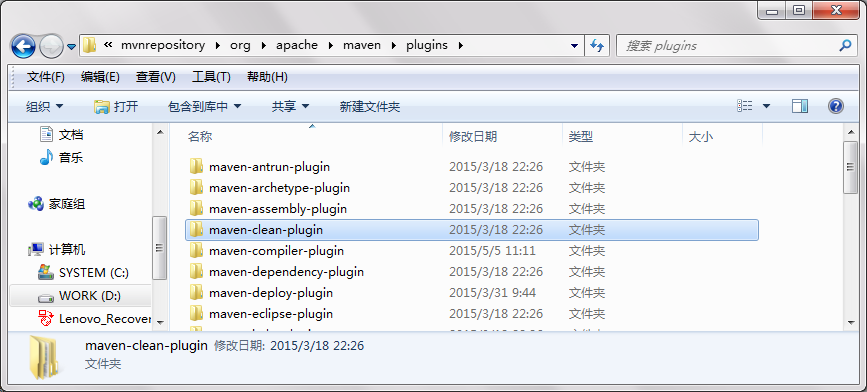 « mvnrepository › org › apache › maven › plugins ›
搜索 plugins
文件(F) 编辑(E) 查看(V) 工具(T) 帮助(H)
组织 打开 包含到库中 共享 新建文件夹
文档
音乐
家庭组
计算机
SYSTEM (C:)
WORK (D:)
Lenovo_Recover
名称 修改日期 类型 大小
maven-antrun-plugin 2015/3/18 22:26 文件夹
maven-archetype-plugin 2015/3/18 22:26 文件夹
maven-assembly-plugin 2015/3/18 22:26 文件夹
maven-clean-plugin 2015/3/18 22:26 文件夹
maven-compiler-plugin 2015/5/5 11:11 文件夹
maven-dependency-plugin 2015/3/18 22:26 文件夹
maven-deploy-plugin 2015/3/31 9:44 文件夹
maven-eclipse-plugin 2015/3/18 22:26 文件夹
maven-clean-plugin 修改日期: 2015/3/18 22:26
文件夹